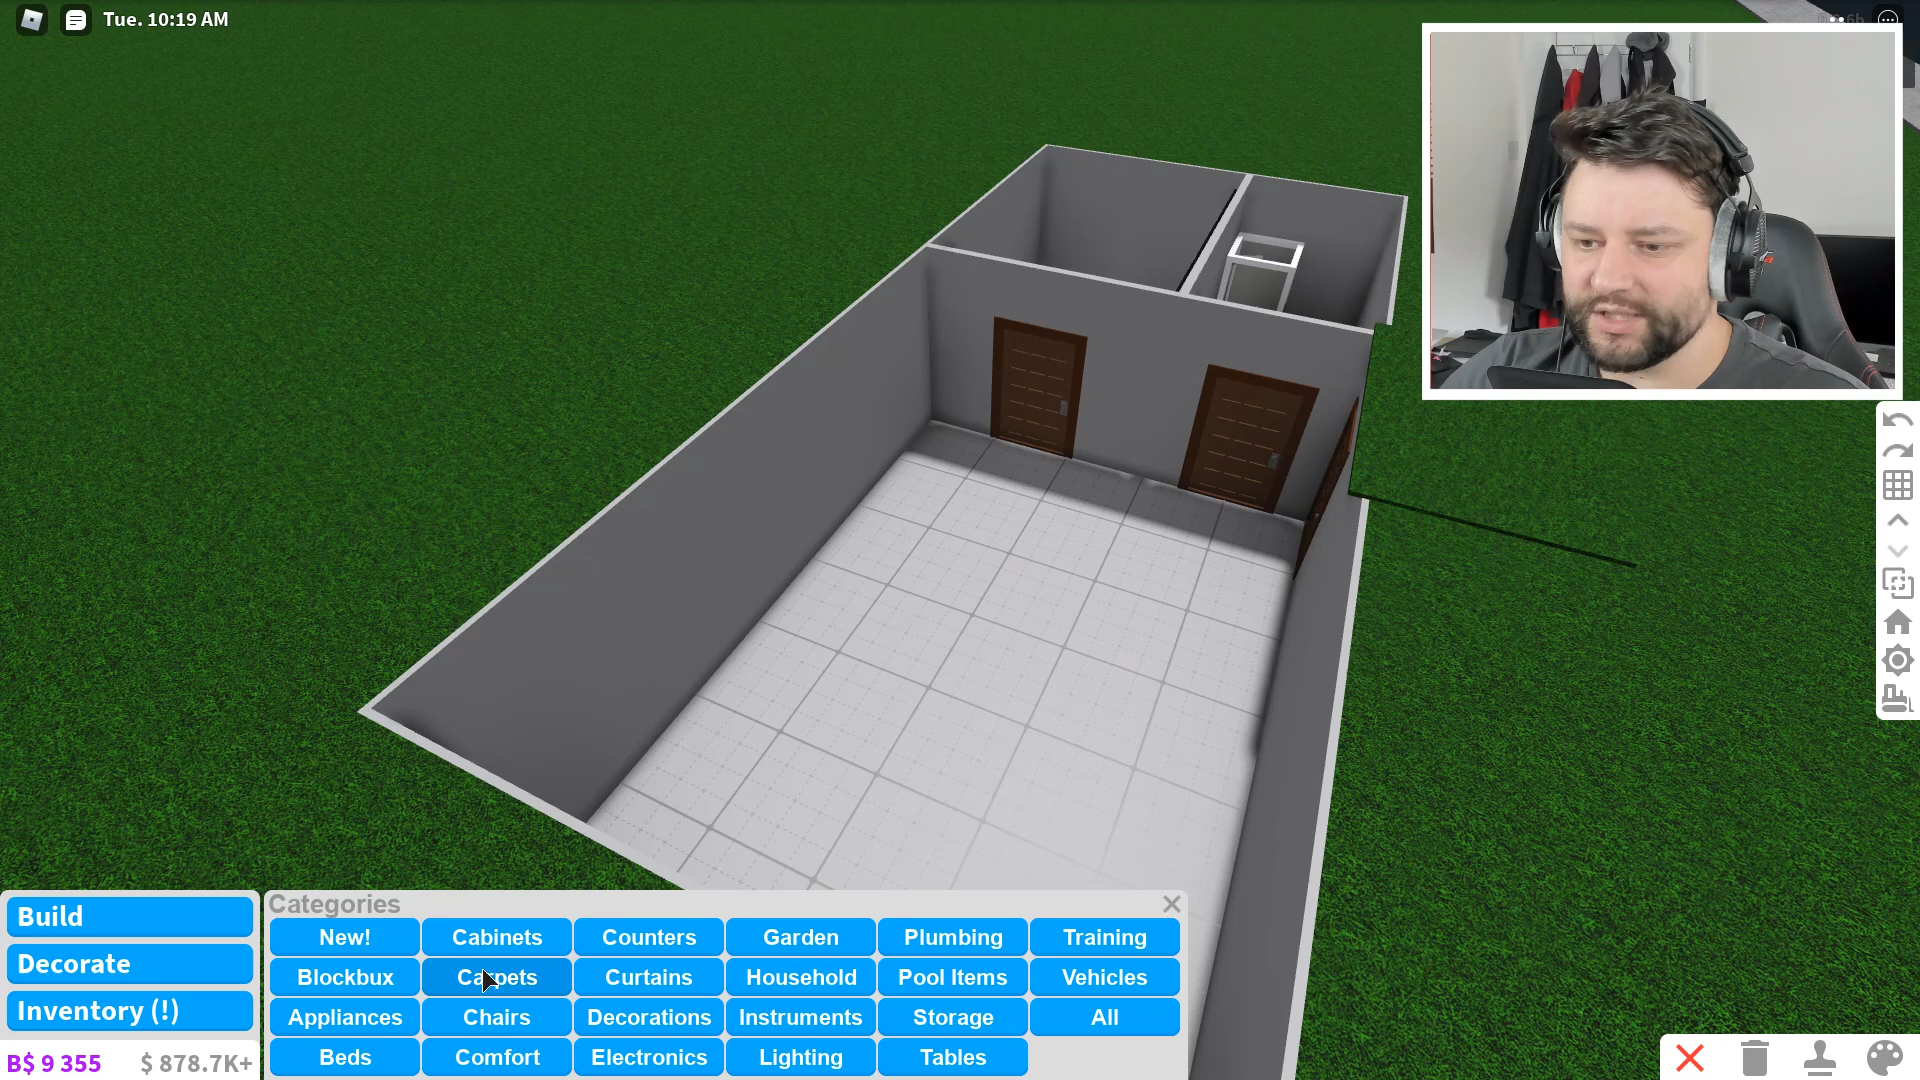 Tue. 10:19 AM
Build
Decorate
Inventory (!)
B$ 9 355 $ 878.7K+
Categories
New! Cabinets Counters Garden Plumbing Training
Blockbux Carpets Curtains Household Pool Items Vehicles
Appliances Chairs Decorations Instruments Storage All
Beds Comfort Electronics Lighting Tables